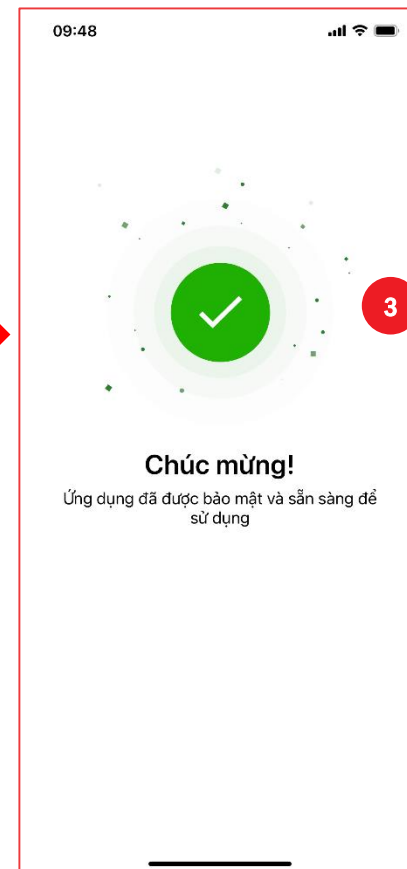 09:48
3
Chúc mừng!
Ứng dụng đã được bảo mật và sẵn sàng để
sử dụng